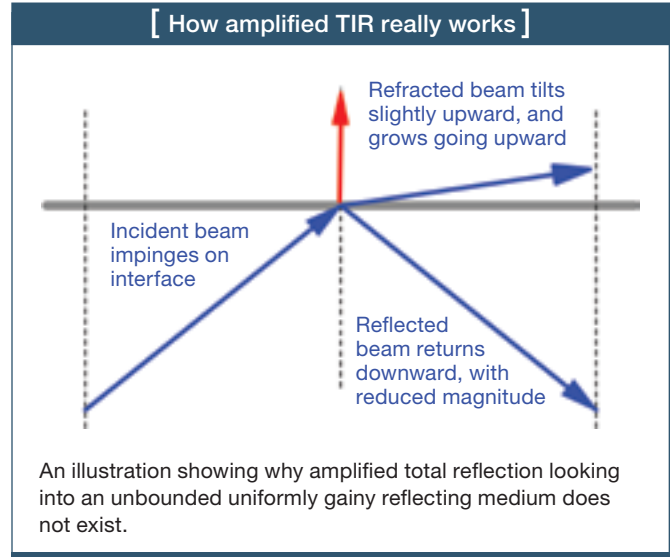 [ How amplified TIR really works ]
Refracted beam tilts
slightly upward, and
grows going upward
Incident beam
impinges on
interface
Reflected
beam returns
downward, with
reduced magnitude
An illustration showing why amplified total reflection looking
into an unbounded uniformly gainy reflecting medium does
not exist.